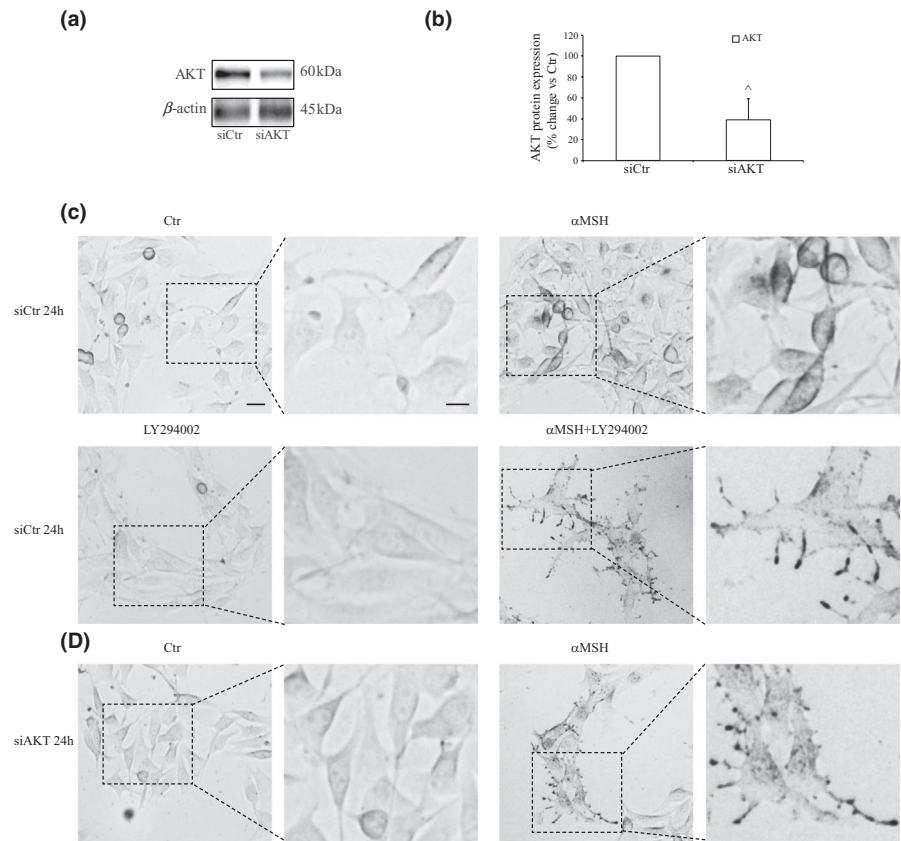 (a)
AKT
60kDa
β-actin
45kDa
siCtr siAKT
(b)
AKT protein expression
(% change vs Ctr)
120
100
80
60
40
20
0
AKT
^
siCtr
siAKT
(c)
Ctr
αMSH
siCtr 24h
LY294002
αMSH+LY294002
siCtr 24h
(D)
Ctr
αMSH
siAKT 24h